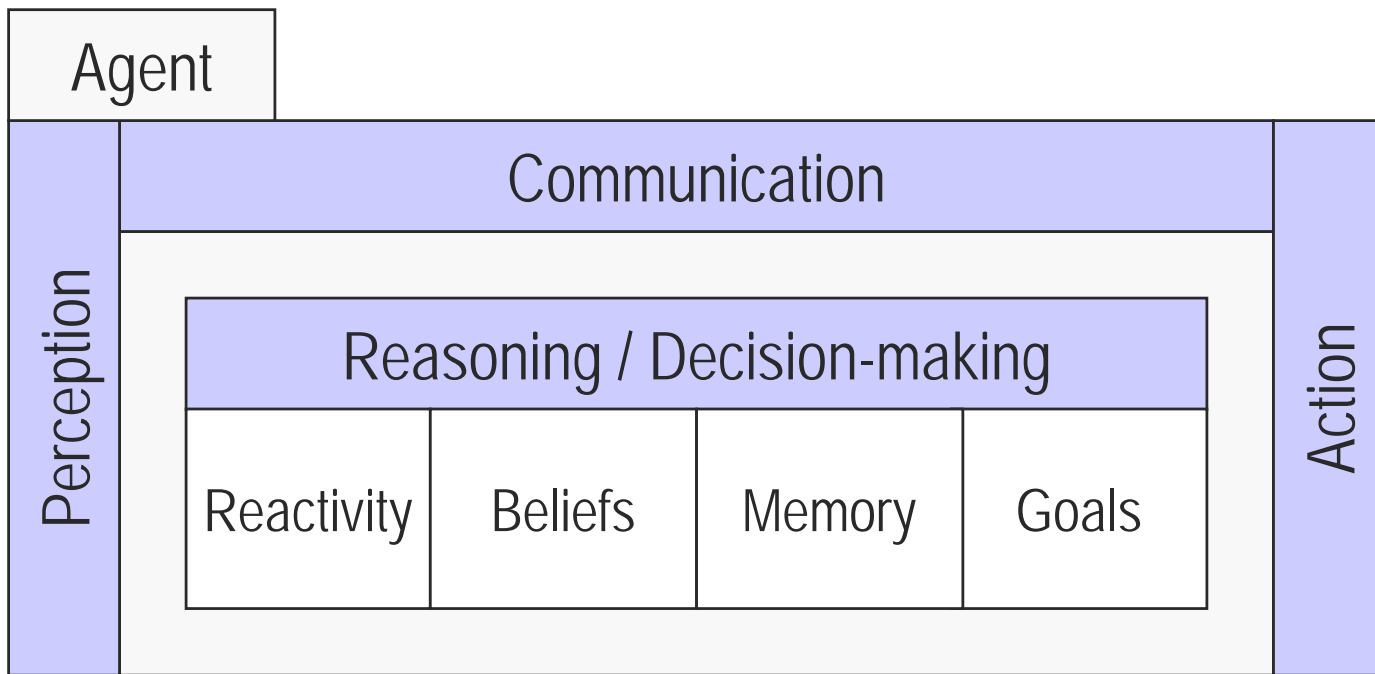 Agent
Communication
Perception
Reasoning / Decision-making
Reactivity
Beliefs
Memory
Goals
Action